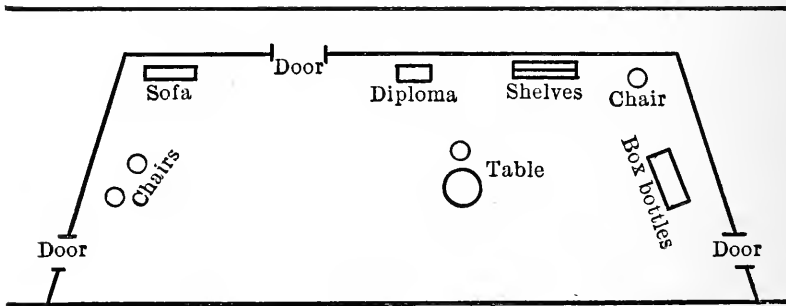 Door
Sofa
Diploma
Shelves
Chair
Chairs
Table
Box bottles
Door
Door